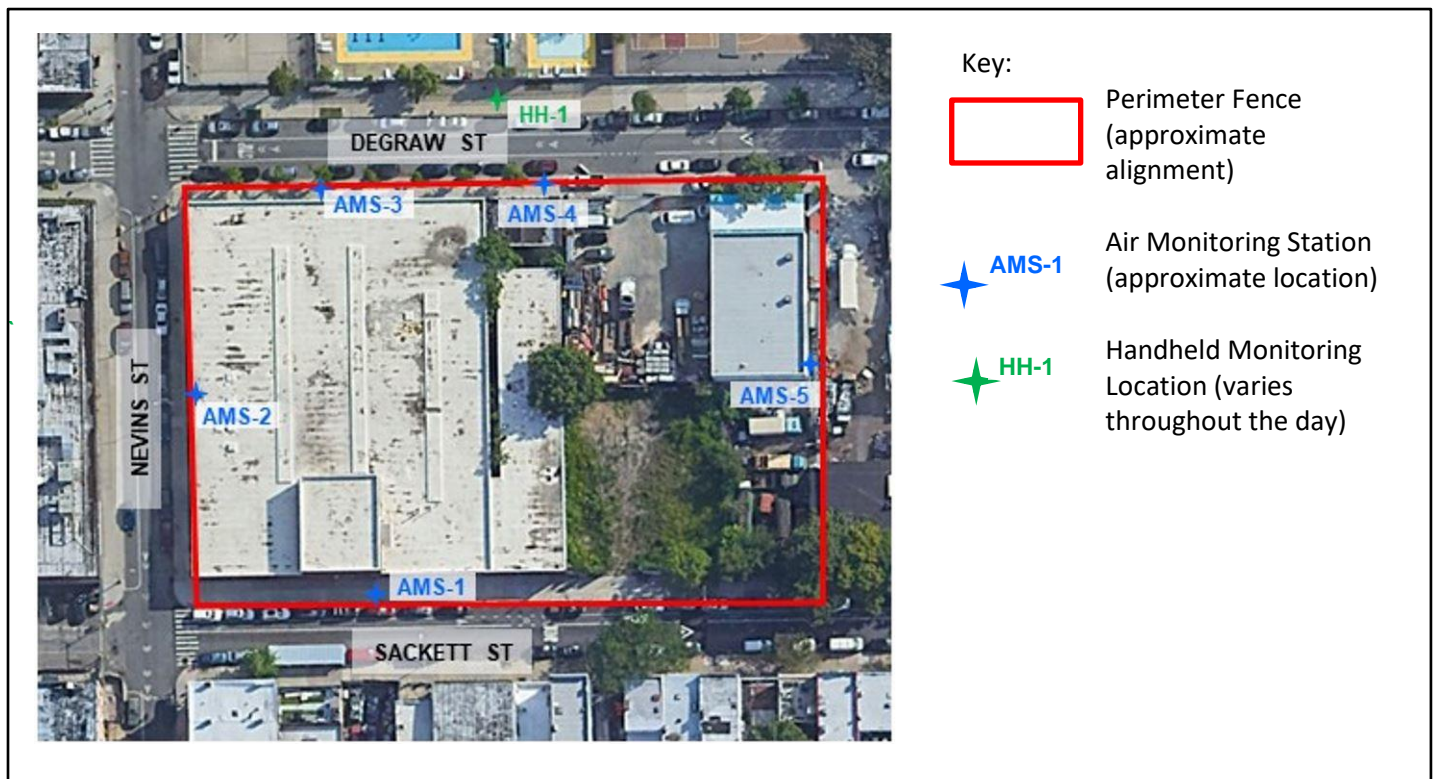 HH-1
DEGRAW ST
AMS-3
AMS-4
NEVINS ST
AMS-2
AMS-5
AMS-1
SACKETT ST
Key:
Perimeter Fence
(approximate
alignment)
AMS-1
Air Monitoring Station
(approximate location)
HH-1
Handheld Monitoring
Location (varies
throughout the day)